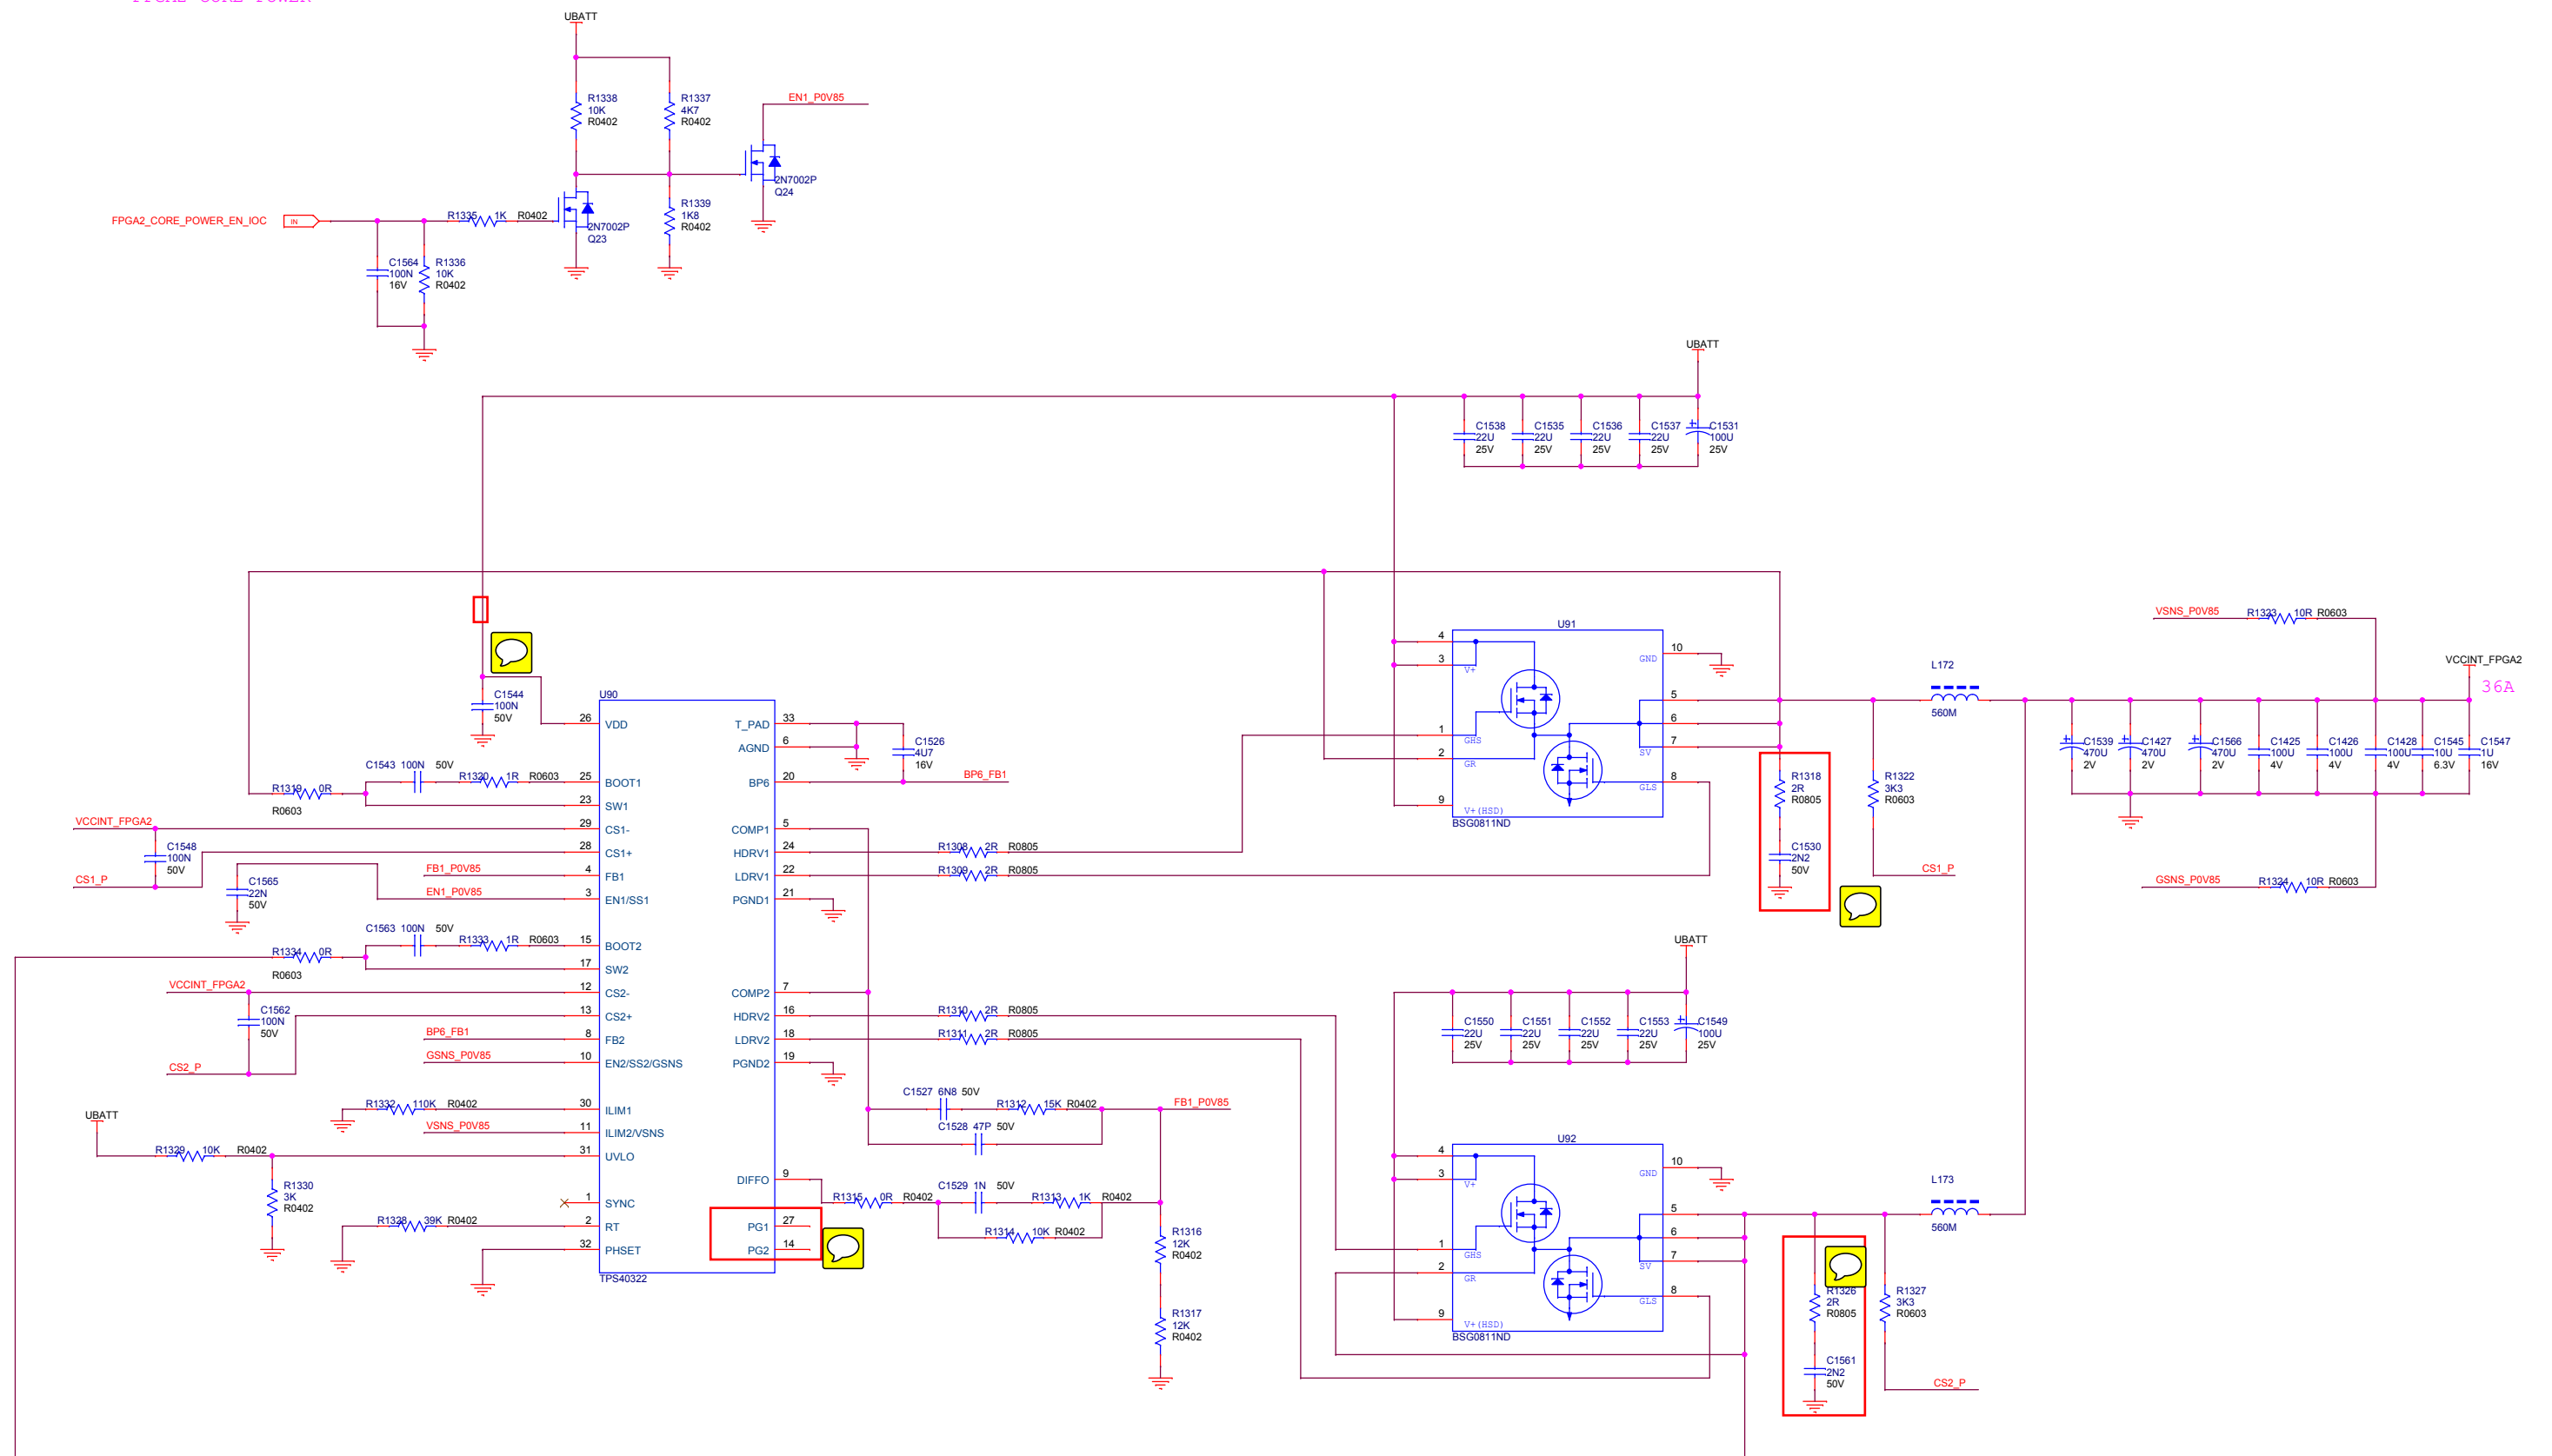 UBATT
R1338
10K
R0402
R1337
4K7
R0402
EN1_P0V85
2N7002P
Q24
R1339
1K8
R0402
FPGA2_CORE_POWER_EN_IOC
IN
R1335 1K R0402
2N7002P
Q23
C1564
100N
16V
R1336
10K
R0402
UBATT
C1538
22U
25V
C1535
22U
25V
C1536
22U
25V
C1537
22U
25V
C1531
100U
25V
C1544
100N
50V
U90
26 VDD
C1543 100N 50V
R1320 1R R0603
25 BOOT1
R1319 0R
R0603
23 SW1
VCCINT_FPGA2
29 CS1-
C1548
100N
50V
28 CS1+
CS1_P
C1565
22N
50V
FB1_P0V85
4 FB1
EN1_P0V85
3 EN1/SS1
C1563 100N 50V
R1333 1R R0603
15 BOOT2
R1334 0R
R0603
17 SW2
VCCINT_FPGA2
12 CS2-
C1562
100N
50V
13 CS2+
BP6_FB1
8 FB2
GSNS_P0V85
10 EN2/SS2/GSNS
CS2_P
R1332 110K R0402
30 ILIM1
VSNS_P0V85
11 ILIM2/VSNS
UBATT
R1329 10K R0402
31 UVLO
R1330
3K
R0402
1 SYNC
R1328 39K R0402
2 RT
32 PHSET
TPS40322
T_PAD 33
AGND 6
C1526
4U7
16V
BP6 20
BP6_FB1
COMP1 5
HDRV1 24
R1308 2R R0805
LDRV1 22
R1309 2R R0805
PGND1 21
COMP2 7
HDRV2 16
R1310 2R R0805
LDRV2 18
R1311 2R R0805
PGND2 19
C1527 6N8 50V
R1312 15K R0402
FB1_P0V85
C1528 47P 50V
DIFFO 9
R1315 0R R0402
C1529 1N 50V
R1313 1K R0402
R1314 10K R0402
PG1 27
PG2 14
R1316
12K
R0402
R1317
12K
R0402
U91
4
3
V+
GND
10
5
6
7
SV
1
GHS
2
GR
8
GLS
9
V+(HSD)
BSG0811ND
L172
560M
R1318
2R
R0805
C1530
2N2
50V
R1322
3K3
R0603
CS1_P
VSNS_P0V85
R1323 10R R0603
VCCINT_FPGA2
36A
C1539
470U
2V
C1427
470U
2V
C1566
470U
2V
C1425
100U
4V
C1426
100U
4V
C1428
100U
4V
C1545
10U
6.3V
C1547
1U
16V
GSNS_P0V85
R1324 10R R0603
UBATT
C1550
22U
25V
C1551
22U
25V
C1552
22U
25V
C1553
22U
25V
C1549
100U
25V
U92
4
3
V+
GND
10
5
6
7
SV
1
GHS
2
GR
8
GLS
9
V+(HSD)
BSG0811ND
L173
560M
R1326
2R
R0805
C1561
2N2
50V
R1327
3K3
R0603
CS2_P